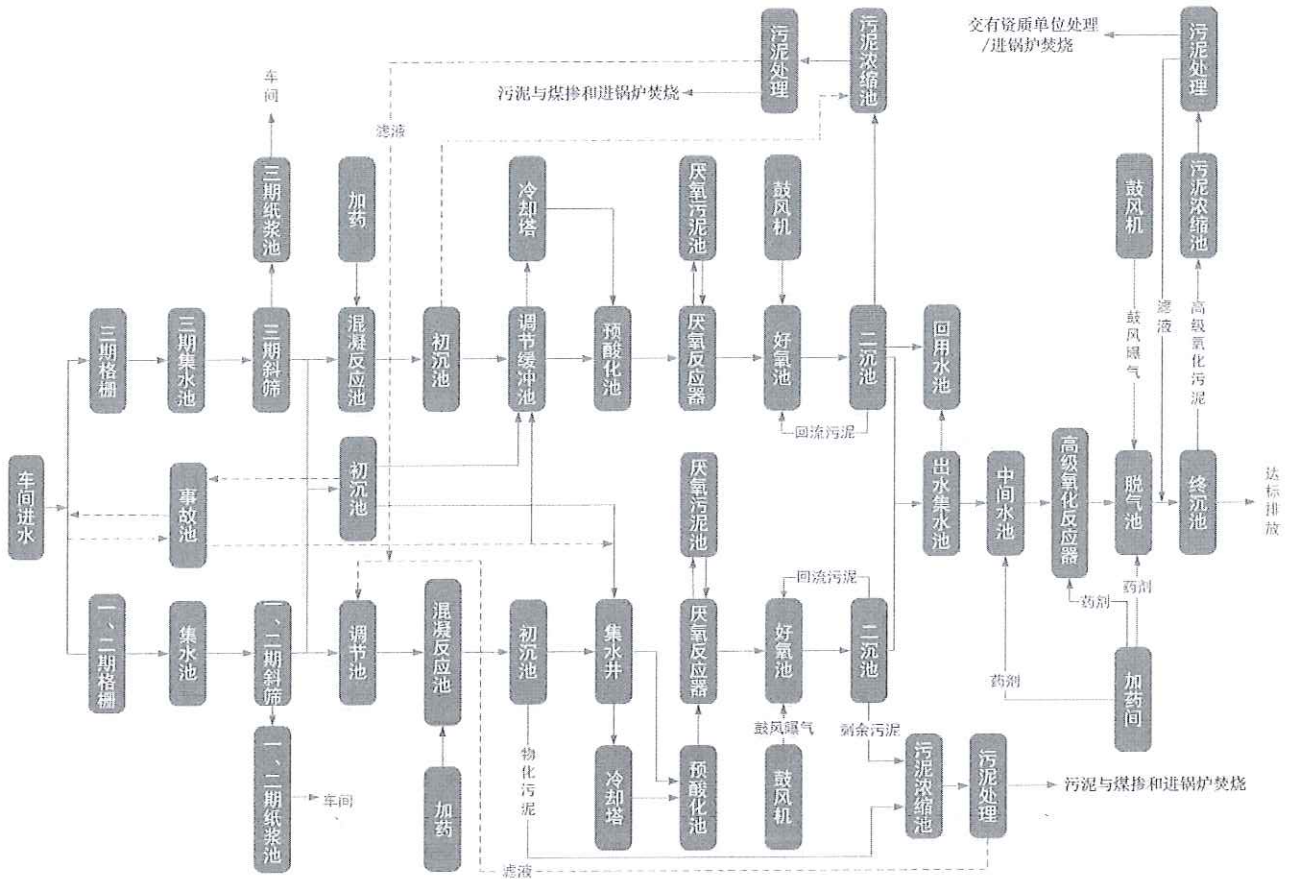 交有资质单位处理
/进锅炉焚烧
污泥处理
污泥处理
污泥浓缩池
车间
污泥与煤掺和进锅炉焚烧
滤液
三期纸浆池
加药
冷却塔
厌氧污泥池
鼓风机
鼓风机
污泥浓缩池
鼓风曝气
滤液
高级氧化污泥
三期格栅
三期集水池
三期斜筛
混凝反应池
初沉池
调节缓冲池
预酸化池
厌氧反应器
好氧池
二沉池
回用水池
回流污泥
车间进水
事故池
初沉池
厌氧污泥池
出水集水池
中间水池
高级氧化反应器
脱气池
终沉池
达标排放
回流污泥
药剂
药剂
药剂
一、二期格栅
集水池
一、二期斜筛
调节池
混凝反应池
初沉池
集水井
厌氧反应器
好氧池
二沉池
加药间
鼓风曝气
剩余污泥
物化污泥
一、二期纸浆池
车间
加药
冷却塔
预酸化池
鼓风机
污泥浓缩池
污泥处理
污泥与煤掺和进锅炉焚烧
滤液